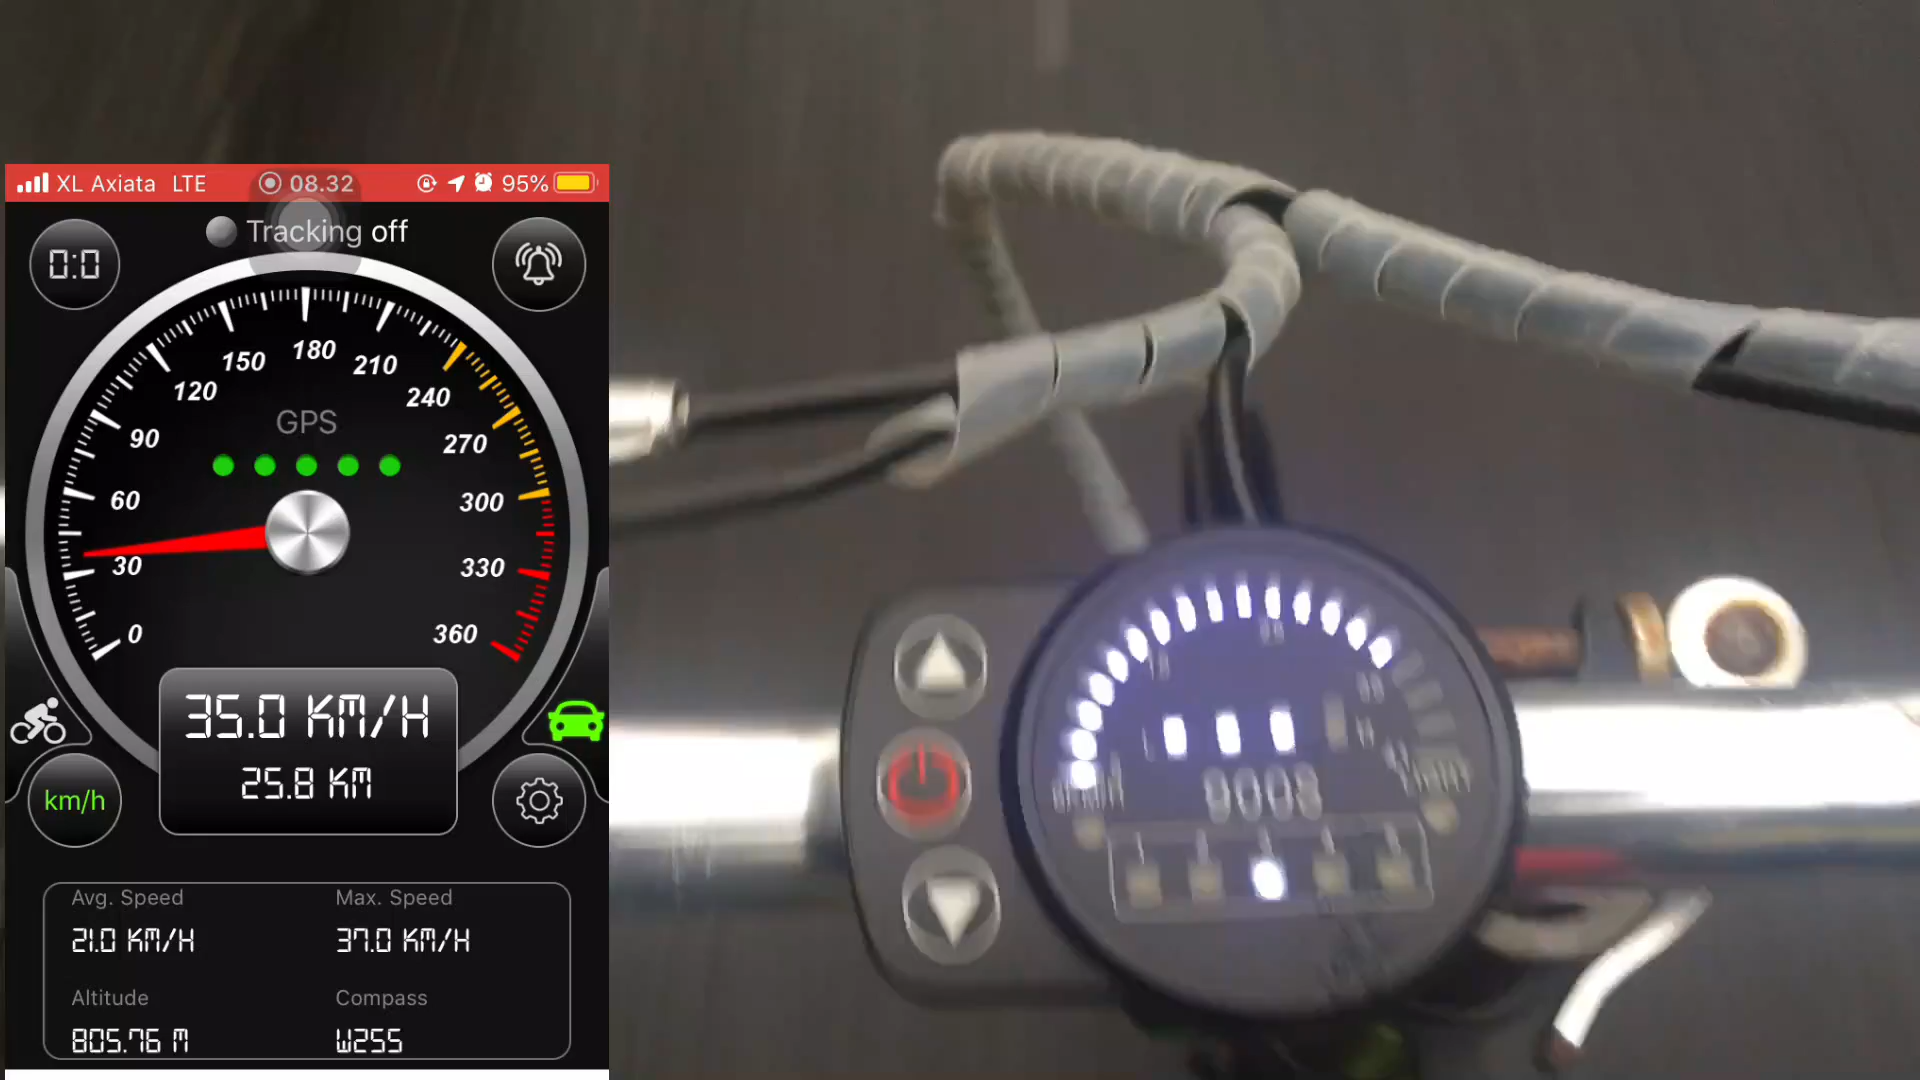 XL Axiata LTE 08.32 95%
Tracking off
0:0
180
150 210
120 240
GPS
90 270
60 300
30 330
0 360
35.0 KM/H
25.8 KM
km/h
Avg. Speed Max. Speed
21.0 KM/H 37.0 KM/H
Altitude Compass
805.76 M W255